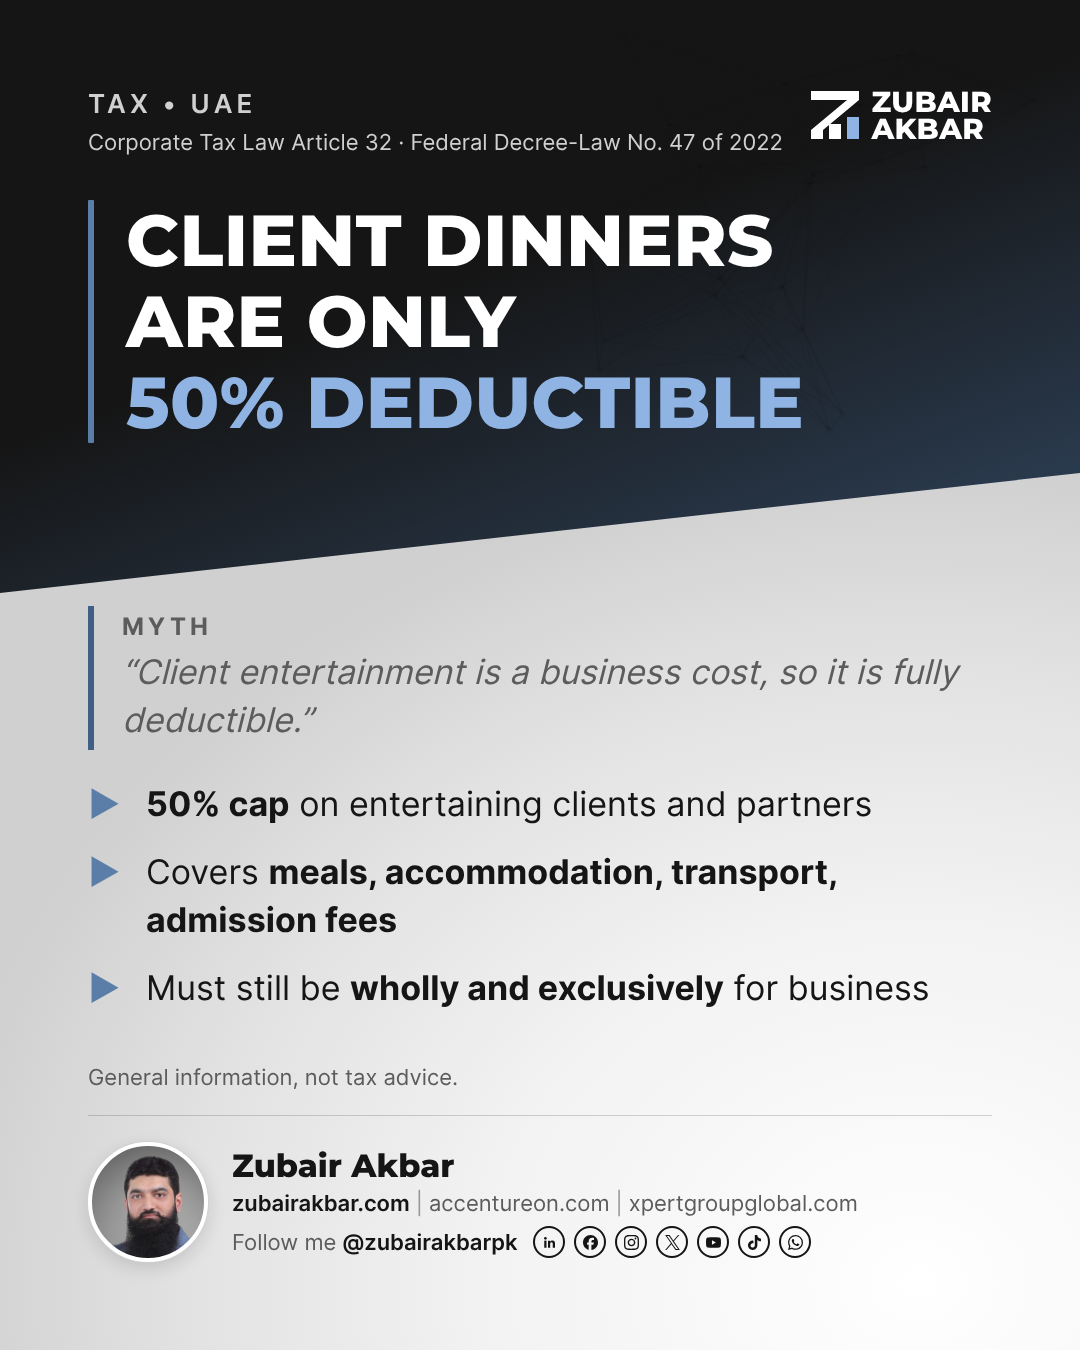 TAX • UAE
Corporate Tax Law Article 32 · Federal Decree-Law No. 47 of 2022
ZUBAIR
AKBAR
CLIENT DINNERS
ARE ONLY
50% DEDUCTIBLE
MYTH
“Client entertainment is a business cost, so it is fully
deductible.”
50% cap on entertaining clients and partners
Covers meals, accommodation, transport,
admission fees
Must still be wholly and exclusively for business
General information, not tax advice.
Zubair Akbar
zubairakbar.com | accentureon.com | xpertgroupglobal.com
Follow me @zubairakbarpk